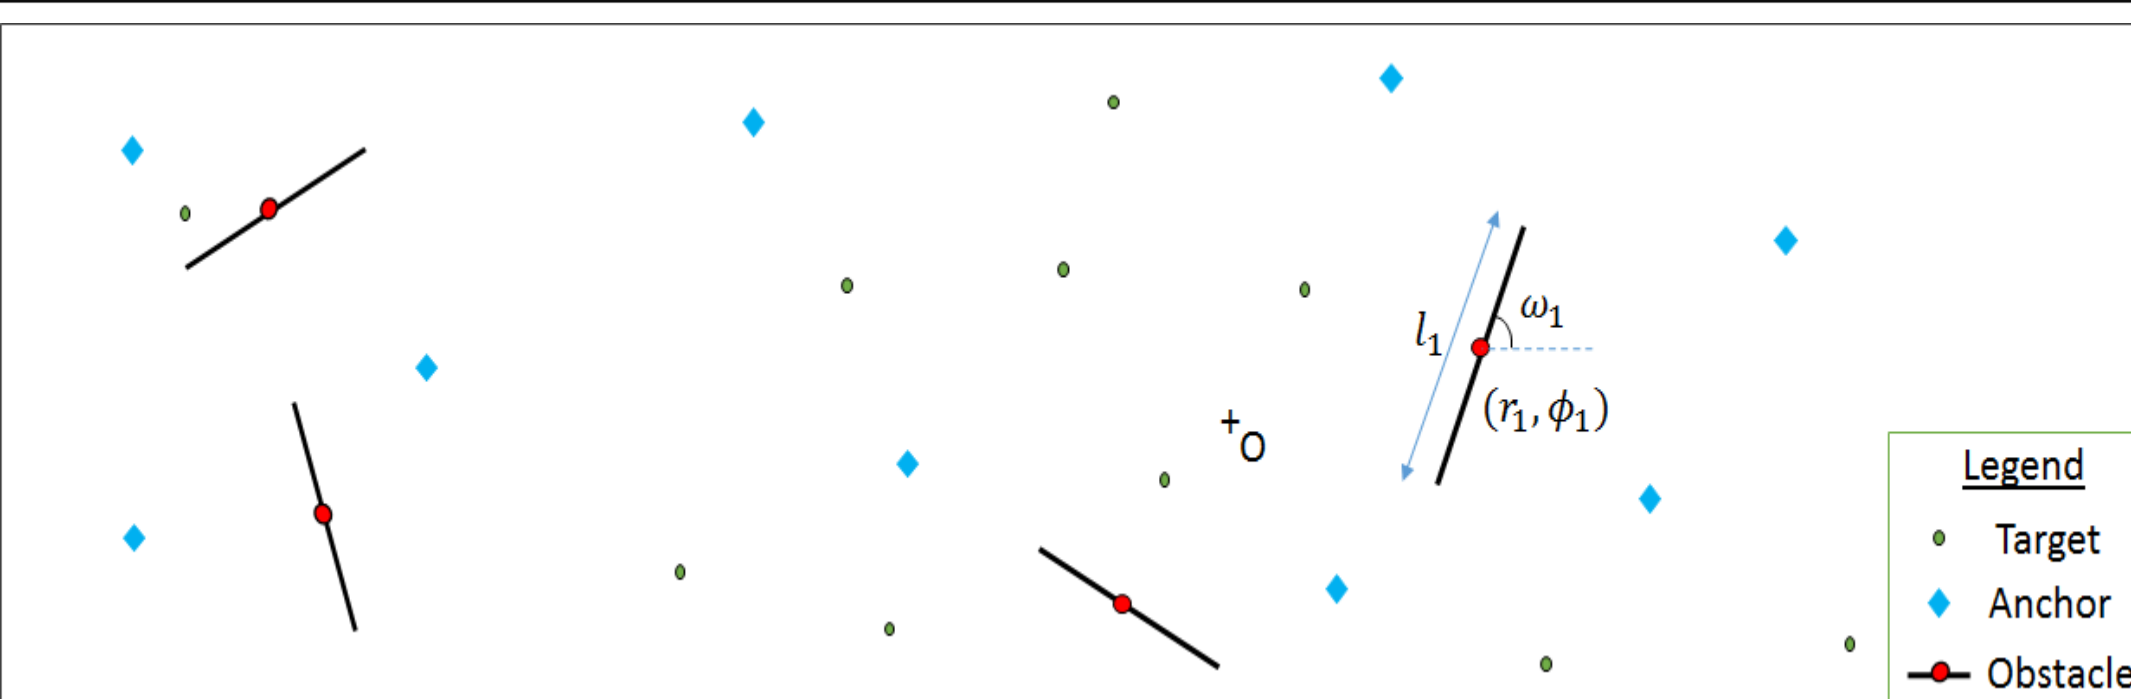 ω₁
l₁
(r₁, ϕ₁)
+
O
Legend
Target
Anchor
Obstacle